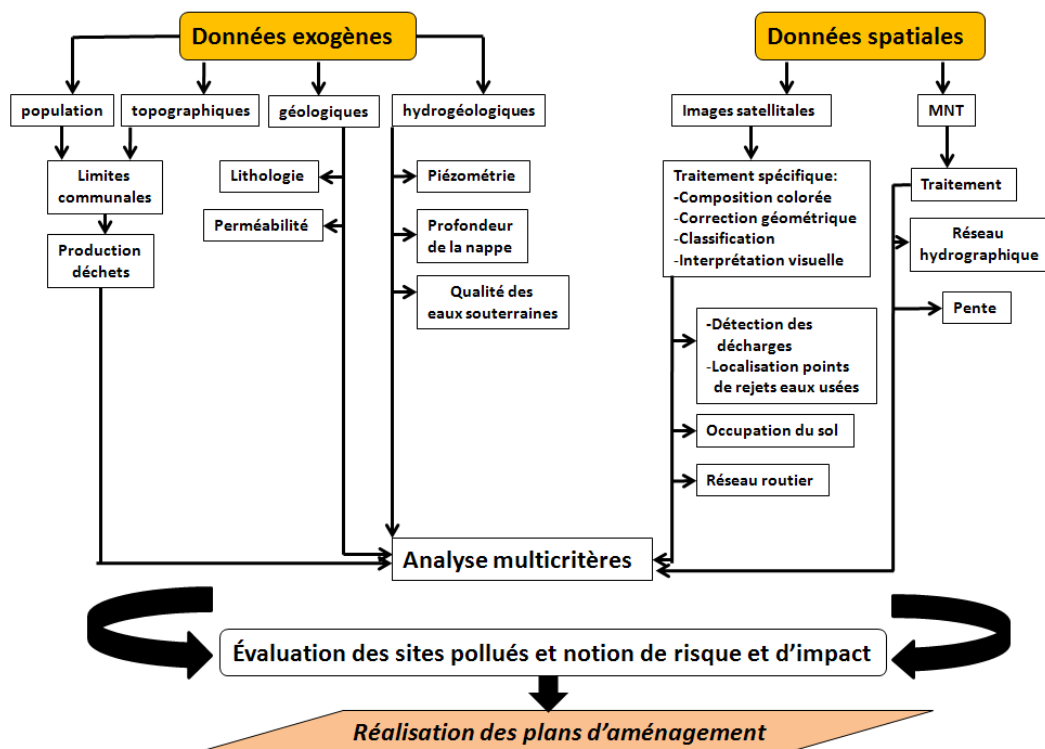 Données exogènes
Données spatiales
population
topographiques
géologiques
hydrogéologiques
Images satellitales
MNT
Limites
communales
Production
déchets
Lithologie
Perméabilité
Piézométrie
Profondeur
de la nappe
Qualité des
eaux souterraines
Traitement spécifique:
-Composition colorée
-Correction géométrique
-Classification
-Interprétation visuelle
-Détection des
décharges
-Localisation points
de rejets eaux usées
Occupation du sol
Réseau routier
Traitement
Réseau
hydrographique
Pente
Analyse multicritères
Évaluation des sites pollués et notion de risque et d’impact
Réalisation des plans d’aménagement